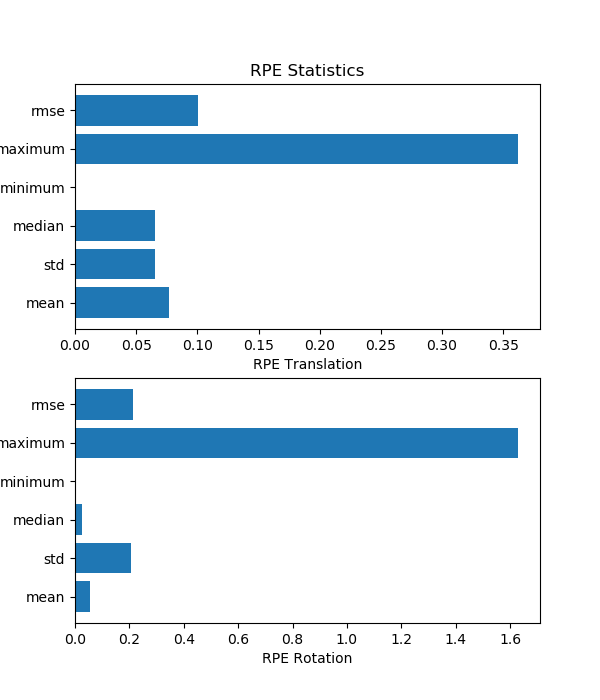 RPE Statistics
rmse
maximum
minimum
median
std
mean
0.00 0.05 0.10 0.15 0.20 0.25 0.30 0.35
RPE Translation
rmse
maximum
minimum
median
std
mean
0.0 0.2 0.4 0.6 0.8 1.0 1.2 1.4 1.6
RPE Rotation